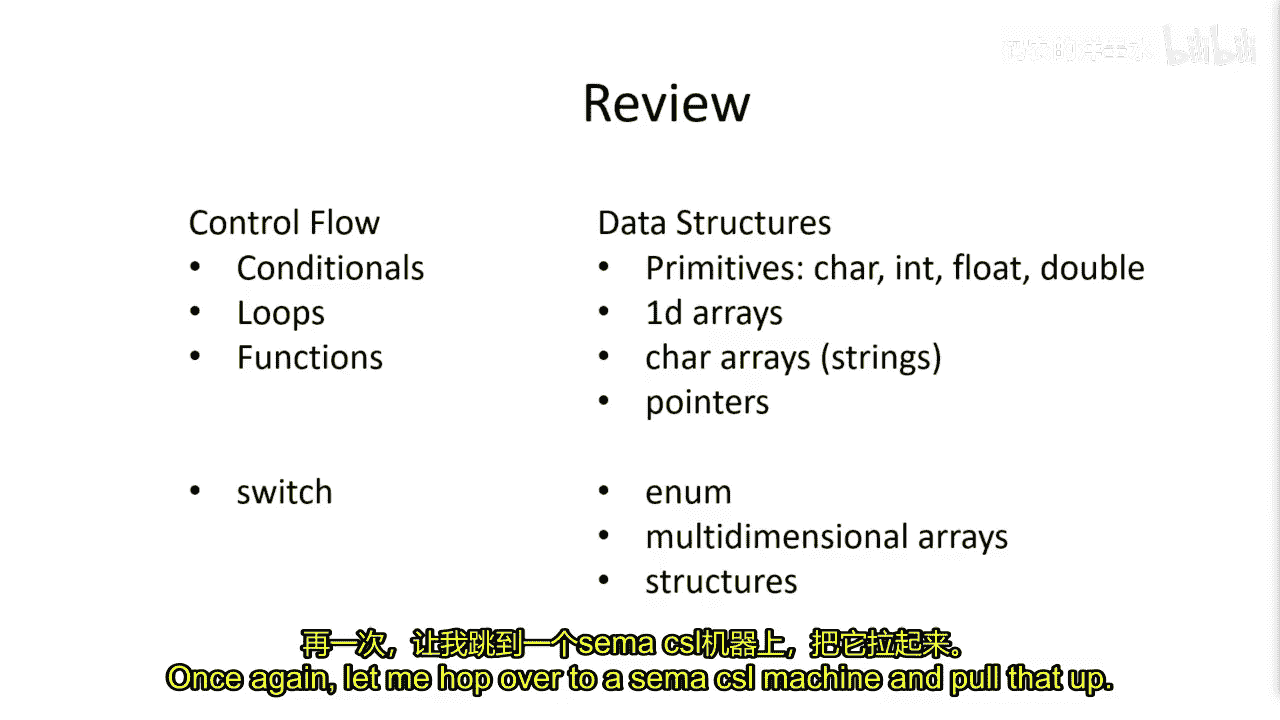 bilibili
Review
Control Flow
• Conditionals
• Loops
• Functions
• switch
Data Structures
• Primitives: char, int, float, double
• 1d arrays
• char arrays (strings)
• pointers
• enum
• multidimensional arrays
• structures
再一次，让我跳到一个sema csl机器上，把它拉起来。
Once again, let me hop over to a sema csl machine and pull that up.